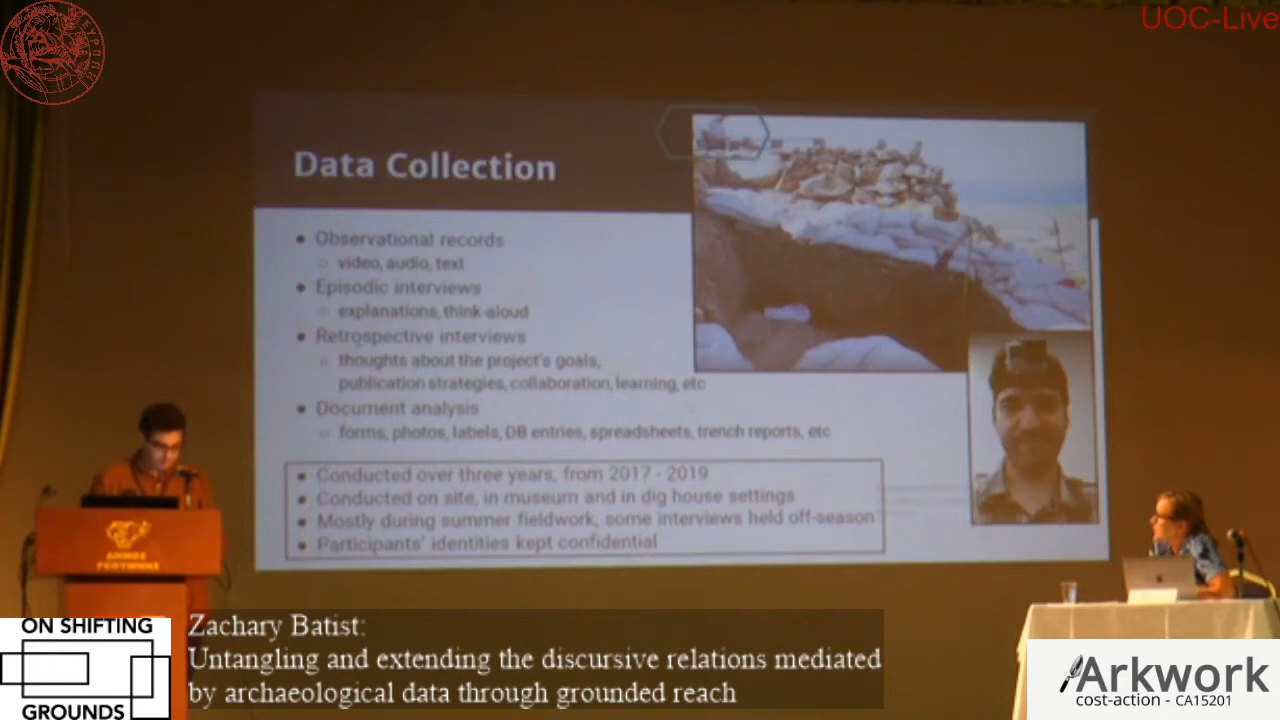 UOC-Live
Data Collection
• Observational records
○ video, audio, text
• Episodic interviews
○ explanations, think-aloud
• Retrospective interviews
○ thoughts about the project's goals,
publication strategies, collaboration, learning, etc
• Document analysis
○ forms, photos, labels, DB entries, spreadsheets, trench reports, etc
• Conducted over three years, from 2017 - 2019
• Conducted on site, in museum and in dig house settings
• Mostly during summer fieldwork, some interviews held off-season
• Participants' identities kept confidential
ΔΗΜΟΣ
ΡΕΘΥΜΝΗΣ
ON SHIFTING
GROUNDS
Zachary Batist:
Untangling and extending the discursive relations mediated
by archaeological data through grounded reach
Arkwork
cost-action - CA15201